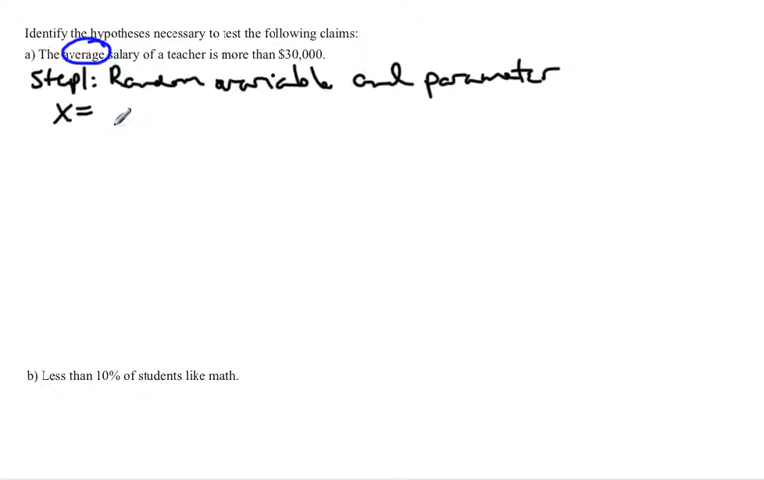 Identify the hypotheses necessary to test the following claims:
a) The average salary of a teacher is more than $30,000.
Step1: Random variable and parameter
x=
b) Less than 10% of students like math.